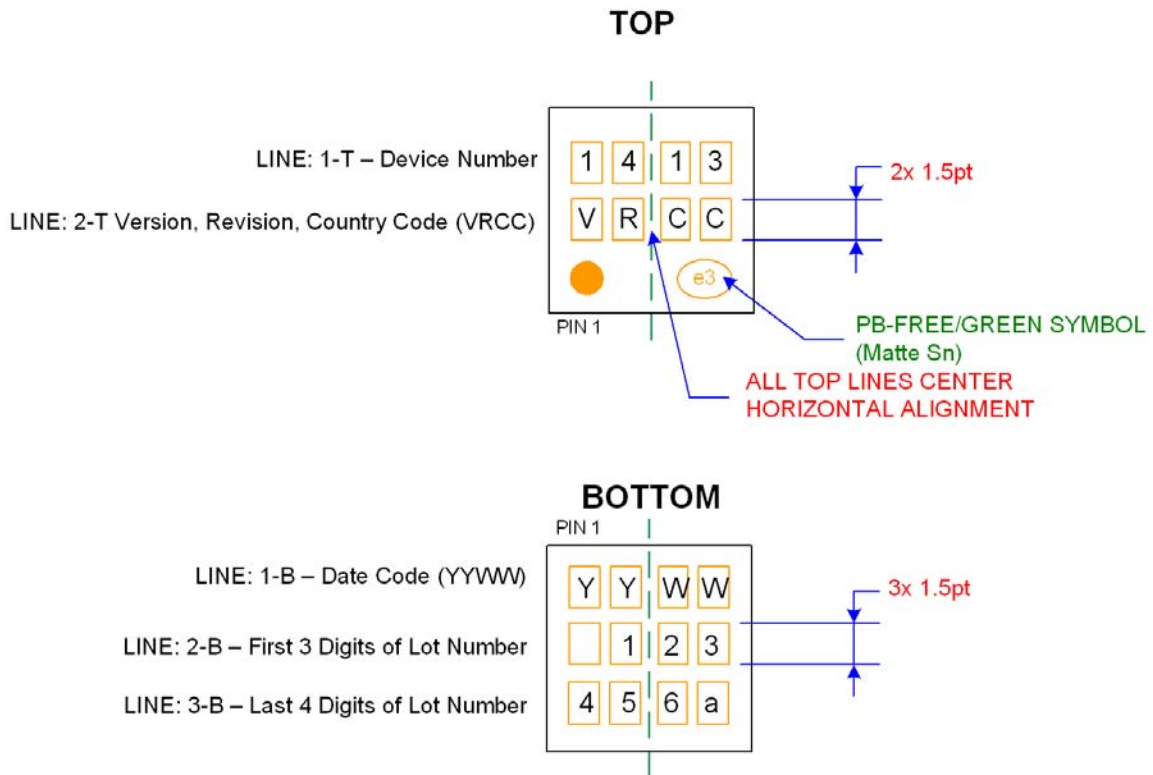 TOP
LINE: 1-T – Device Number
1 4 1 3
2x 1.5pt
LINE: 2-T Version, Revision, Country Code (VRCC)
V R C C
e3
PIN 1
PB-FREE/GREEN SYMBOL
(Matte Sn)
ALL TOP LINES CENTER
HORIZONTAL ALIGNMENT
BOTTOM
PIN 1
LINE: 1-B – Date Code (YYWW)
Y Y W W
3x 1.5pt
LINE: 2-B – First 3 Digits of Lot Number
1 2 3
LINE: 3-B – Last 4 Digits of Lot Number
4 5 6 a